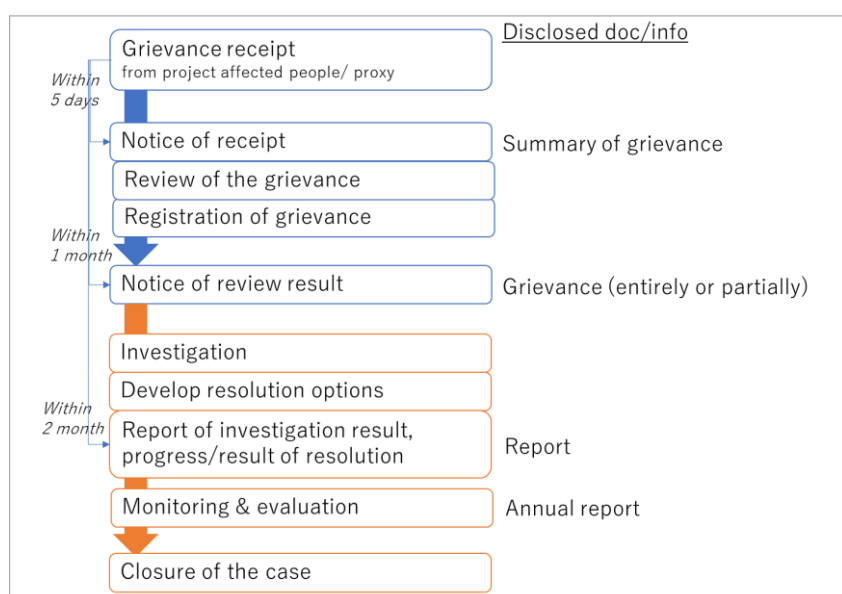 Disclosed doc/info
Grievance receipt
from project affected people/ proxy
Within
5 days
Notice of receipt
Summary of grievance
Review of the grievance
Registration of grievance
Within
1 month
Notice of review result
Grievance (entirely or partially)
Investigation
Develop resolution options
Within
2 month
Report of investigation result,
progress/result of resolution
Report
Monitoring & evaluation
Annual report
Closure of the case